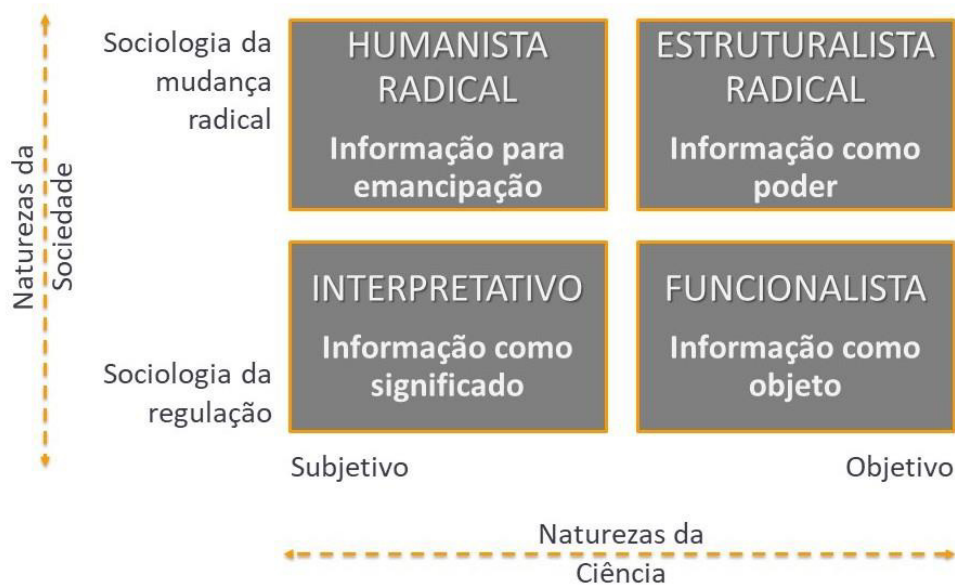 Sociologia da
mudança
radical
HUMANISTA
RADICAL
Informação para
emancipação
ESTRUTURALISTA
RADICAL
Informação como
poder
Naturezas da
Sociedade
Sociologia da
regulação
INTERPRETATIVO
Informação como
significado
FUNCIONALISTA
Informação como
objeto
Subjetivo
Objetivo
Naturezas da
Ciência